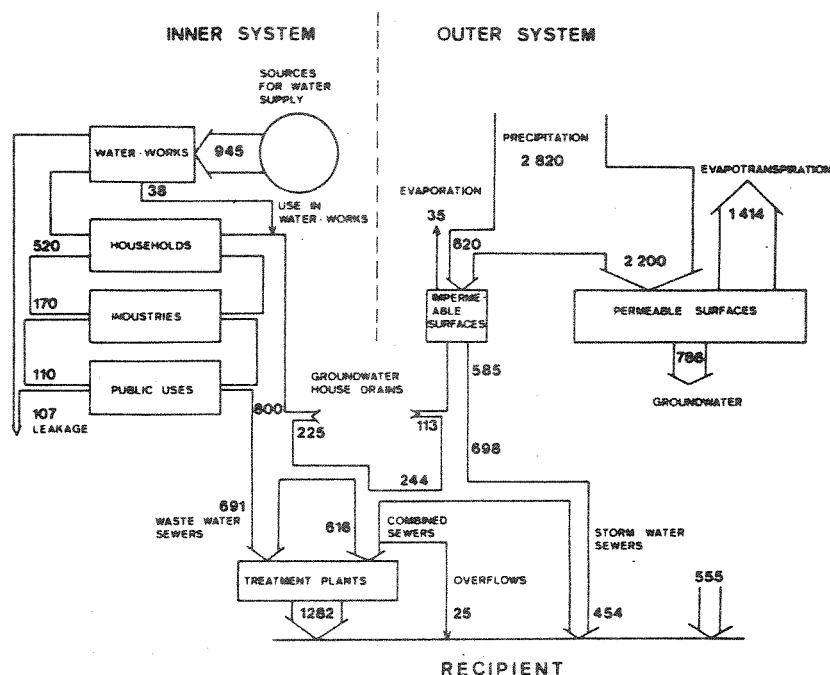 INNER SYSTEM
OUTER SYSTEM
SOURCES
FOR WATER
SUPPLY
WATER-WORKS
945
38
USE IN
WATER-WORKS
PRECIPITATION
2 820
EVAPOTRANSPIRATION
1 414
EVAPORATION
35
620
2 200
520
HOUSEHOLDS
170
INDUSTRIES
110
PUBLIC USES
107
LEAKAGE
IMPERME-
ABLE
SURFACES
PERMEABLE SURFACES
786
GROUNDWATER
GROUNDWATER
HOUSE DRAINS
585
800
225
113
698
244
691
WASTE WATER
SEWERS
616
COMBINED
SEWERS
STORM WATER
SEWERS
TREATMENT PLANTS
OVERFLOWS
555
1282
25
454
RECIPIENT